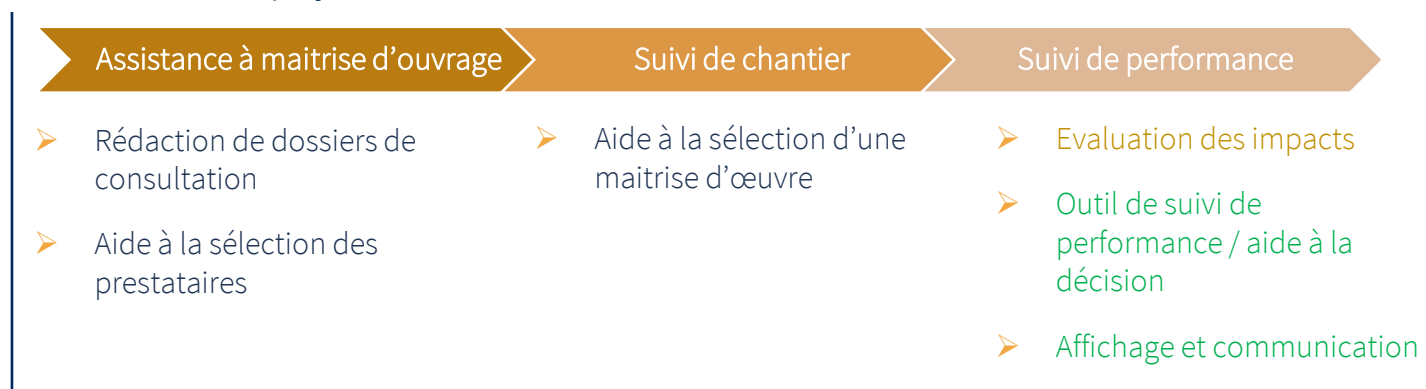 Assistance à maitrise d’ouvrage
Suivi de chantier
Suivi de performance
Rédaction de dossiers de
consultation
Aide à la sélection des
prestataires
Aide à la sélection d’une
maitrise d’œuvre
Evaluation des impacts
Outil de suivi de
performance / aide à la
décision
Affichage et communication